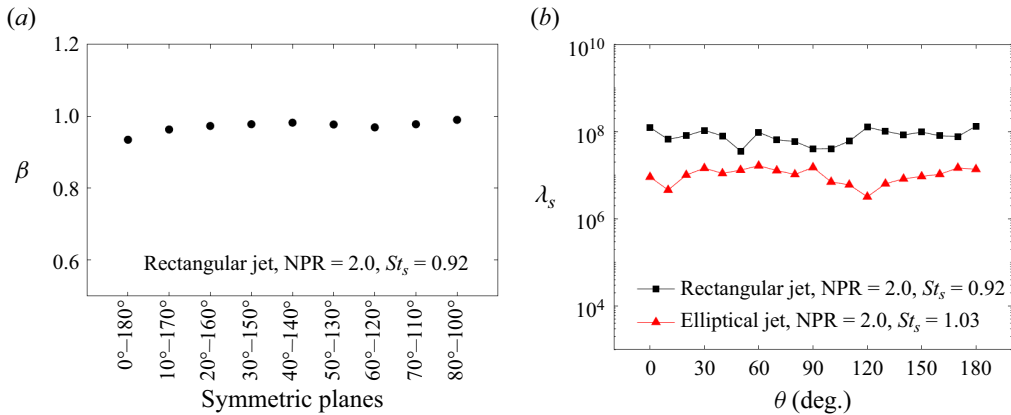 (a)
1.2
1.0
β
0.8
0.6
Rectangular jet, NPR = 2.0, St_s = 0.92
0°–180°
10°–170°
20°–160°
30°–150°
40°–140°
50°–130°
60°–120°
70°–110°
80°–100°
Symmetric planes
(b)
10^10
10^8
λ_s
10^6
10^4
Rectangular jet, NPR = 2.0, St_s = 0.92
Elliptical jet, NPR = 2.0, St_s = 1.03
0 30 60 90 120 150 180
θ (deg.)